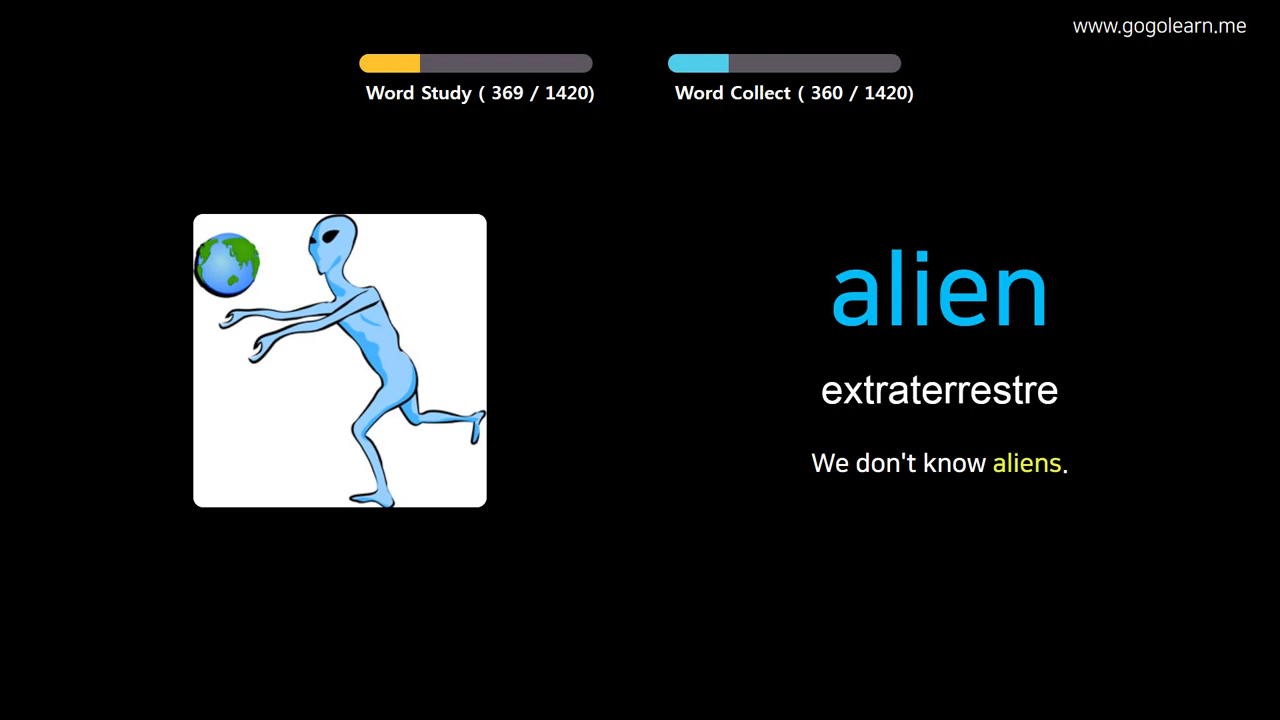 www.gogolearn.me
Word Study ( 369 / 1420)
Word Collect ( 360 / 1420)
alien
extraterrestre
We don't know aliens.